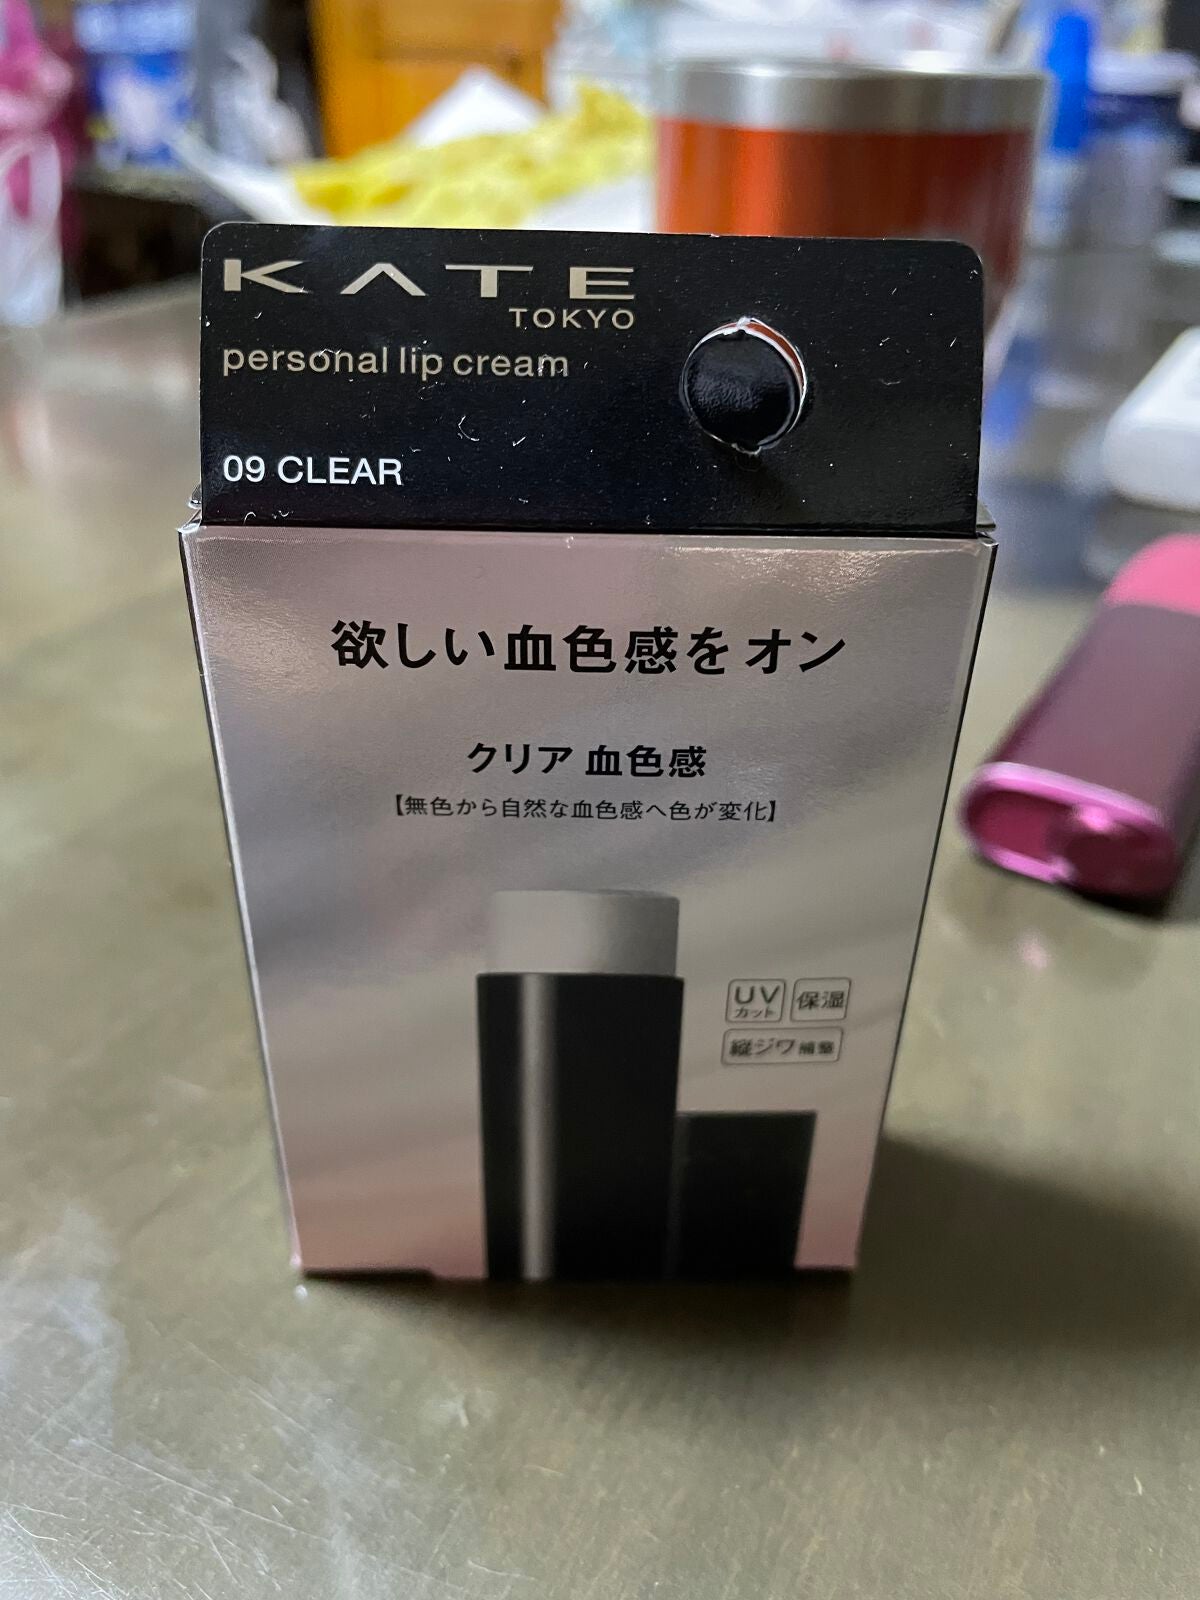 KATE
TOKYO
personal lip cream
09 CLEAR
欲しい血色感をオン
クリア 血色感
【無色から自然な血色感へ色が変化】
UV
カット
保湿
縦ジワ補整